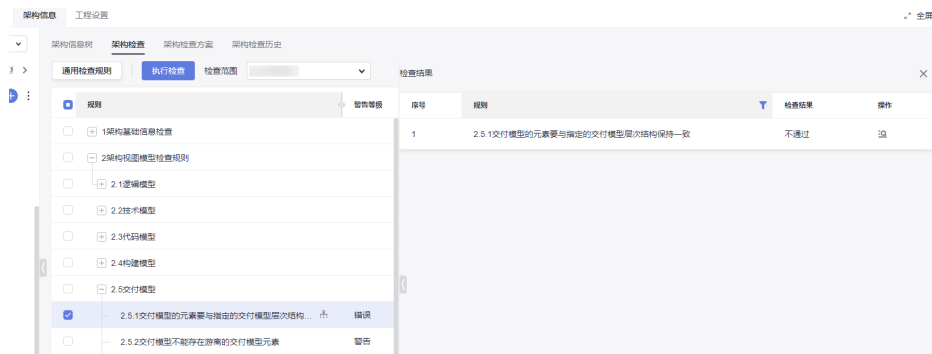 架构信息 工程设置 全屏
架构信息树 架构检查 架构检查方案 架构检查历史
通用检查规则 执行检查 检查范围 检查结果
规则 警告等级 序号 规则 检查结果 操作
1架构基础信息检查 1 2.5.1交付模型的元素要与指定的交付模型层次结构保持一致 不通过
2架构视图模型检查规则
2.1逻辑模型
2.2技术模型
2.3代码模型
2.4构建模型
2.5交付模型
2.5.1交付模型的元素要与指定的交付模型层次结构... 错误
2.5.2交付模型不能存在游离的交付模型元素 警告